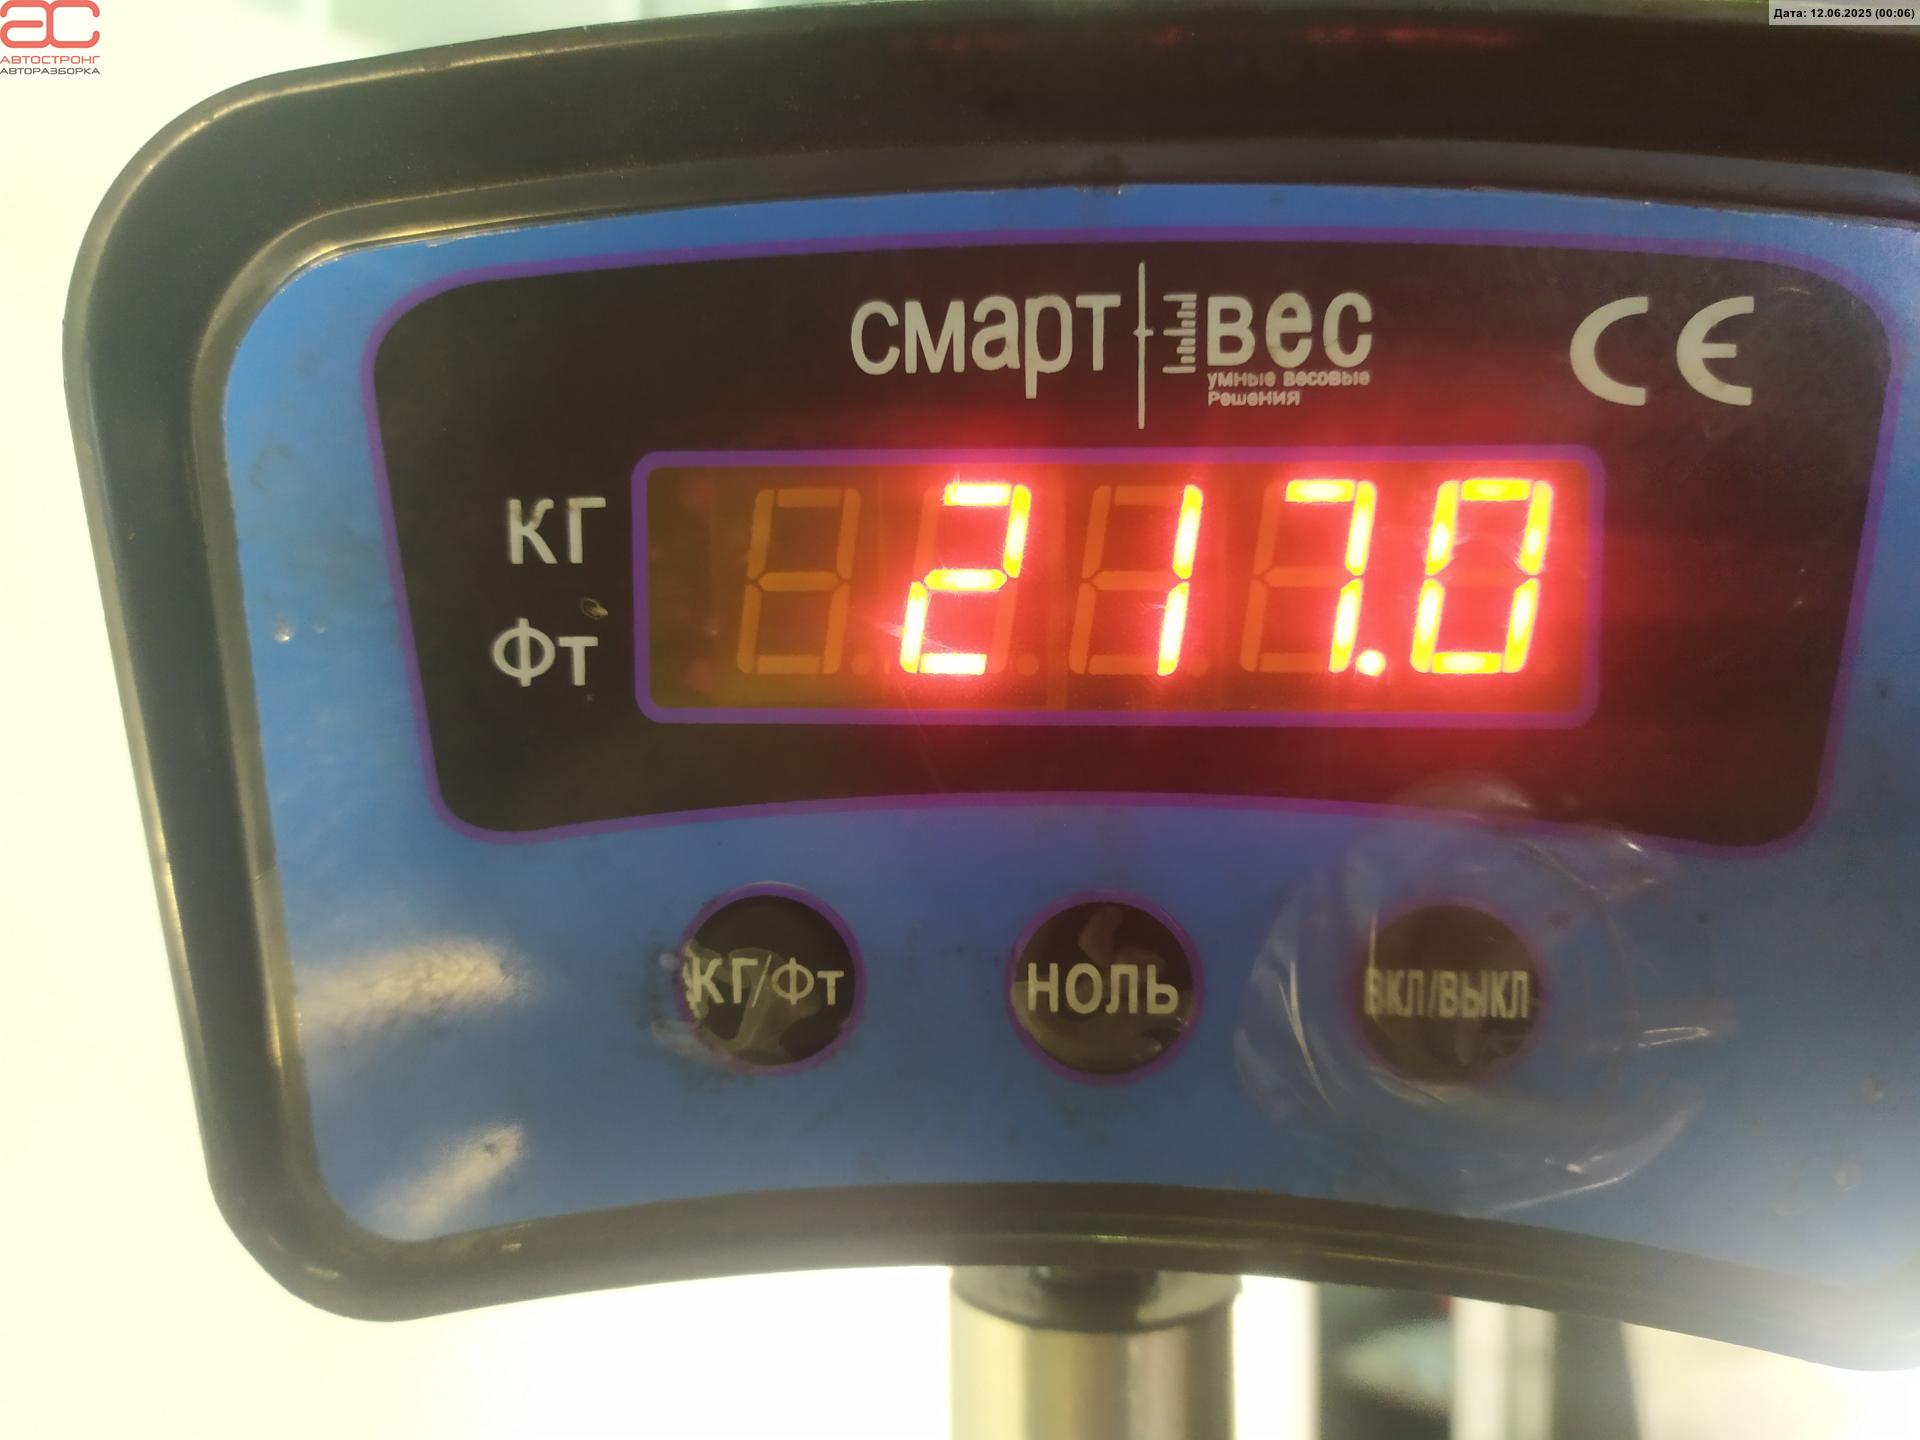 АС
АВТОСТРОНГ
АВТОРАЗБОРКА
Дата: 12.06.2025 (00:06)
смарт вес
умные весовые
решения
CE
КГ
ФТ
217.0
КГ/ФТ
НОЛЬ
ВКЛ/ВЫКЛ